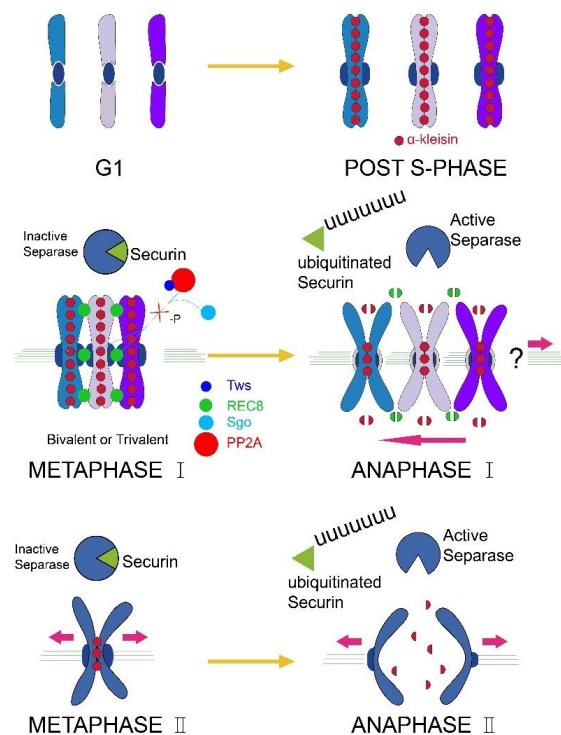 α-kleisin
G1
POST S-PHASE
Inactive
Separase
Securin
-P
Tws
REC8
Sgo
PP2A
Bivalent or Trivalent
METAPHASE Ⅰ
uuuuuuu
ubiquitinated
Securin
Active
Separase
?
ANAPHASE Ⅰ
Inactive
Separase
Securin
METAPHASE Ⅱ
uuuuuuu
ubiquitinated
Securin
Active
Separase
ANAPHASE Ⅱ